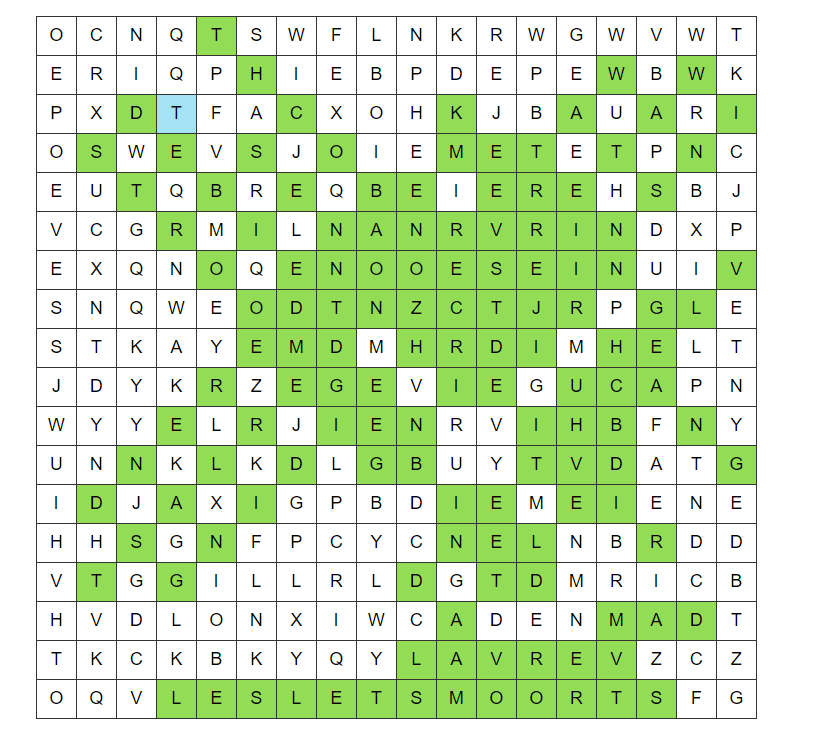 O C N Q T S W F L N K R W G W V W T
E R I Q P H I E B P D E P E W B W K
P X D T F A C X O H K J B A U A R I
O S W E V S J O I E M E T E T P N C
E U T Q B R E Q B E I E R E H S B J
V C G R M I L N A N R V R I N D X P
E X Q N O Q E N O O E S E I N U I V
S N Q W E O D T N Z C T J R P G L E
S T K A Y E M D M H R D I M H E L T
J D Y K R Z E G E V I E G U C A P N
W Y Y E L R J I E N R V I H B F N Y
U N N K L K D L G B U Y T V D A T G
I D J A X I G P B D I E M E I E N E
H H S G N F P C Y C N E L N B R D D
V T G G I L L R L D G T D M R I C B
H V D L O N X I W C A D E N M A D T
T K C K B K Y Q Y L A V R E V Z C Z
O Q V L E S L E T S M O O R T S F G